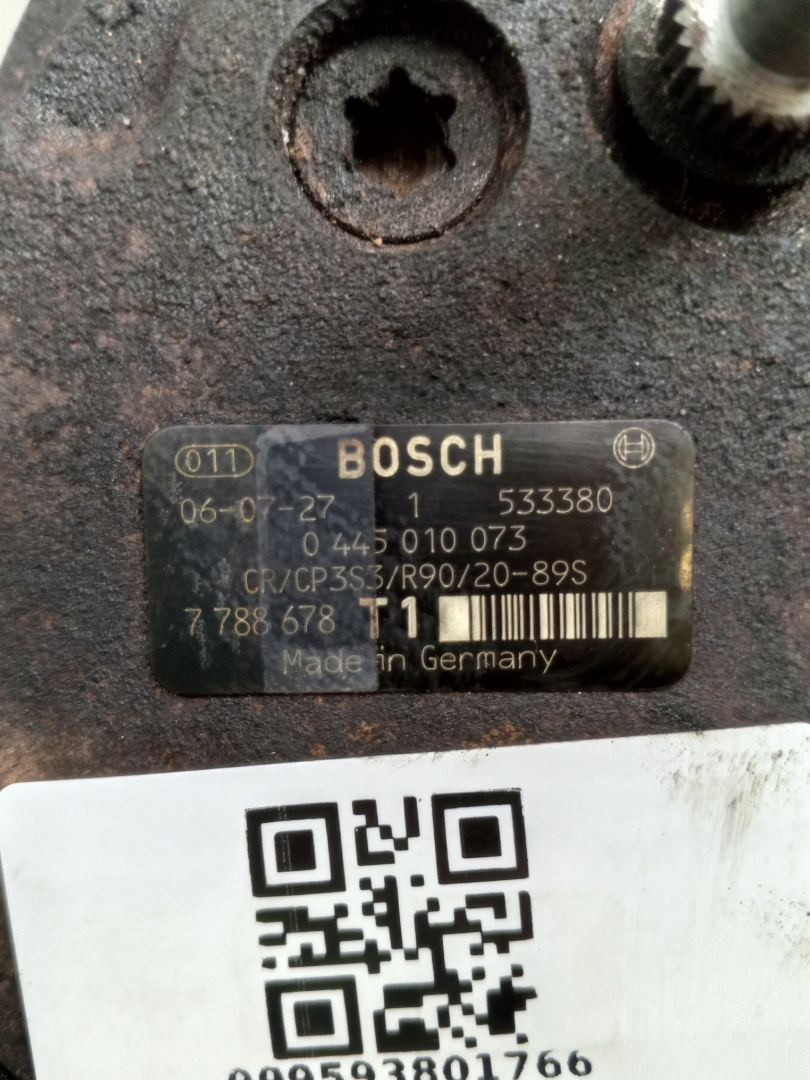 011 BOSCH
06-07-27 1 533380
0 445 010 073
CR/CP3S3/R90/20-89S
7 788 678 T1
Made in Germany
099593801766